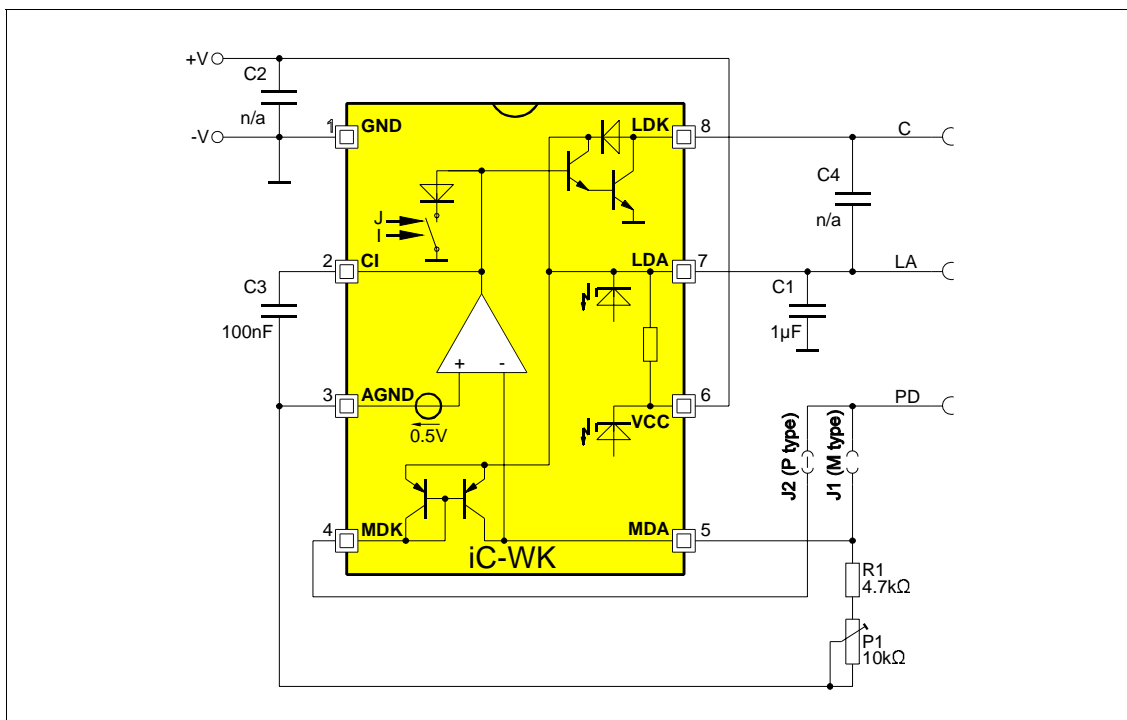 +V
C2
n/a
-V
1
GND
LDK
8
C
C4
n/a
J
I
2
CI
LDA
7
LA
C3
100nF
C1
1µF
+
-
3
AGND
0.5V
VCC
6
PD
J2 (P type)
J1 (M type)
4
MDK
MDA
5
iC-WK
R1
4.7kΩ
P1
10kΩ